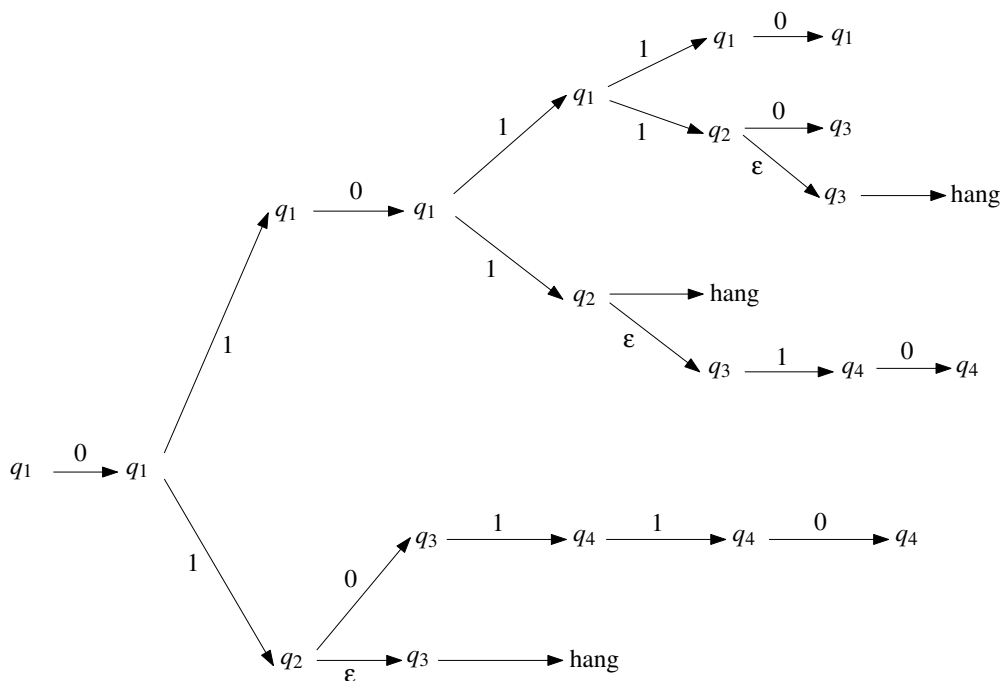 0
q1 q1
1
q1
0
1
q1 1 q2 q3
0 ε
q1 q1 q3 hang
1
q2 hang
ε
1 0
1 q3 q4 q4
0
q1 q1
1 1 0
q3 q4 q4 q4
1
0
q2 q3 hang
ε